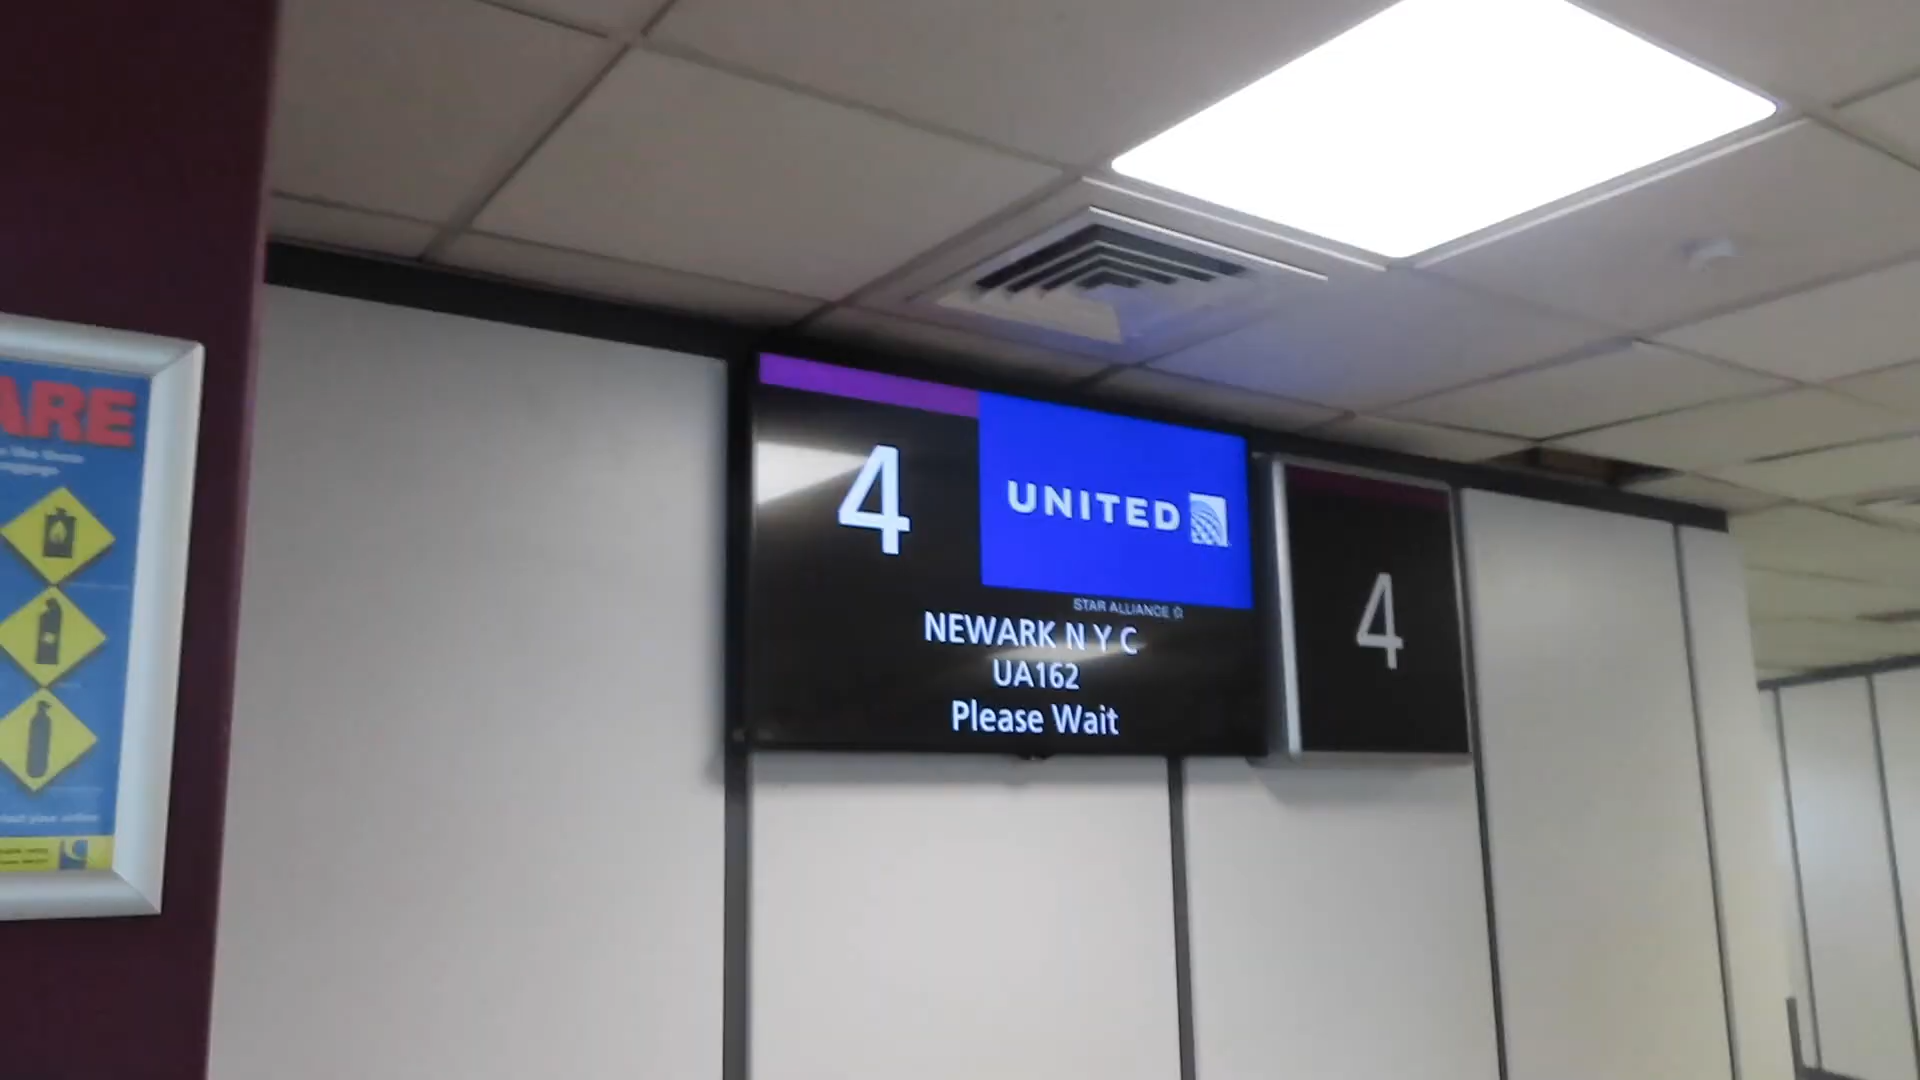 ARE
4
UNITED
STAR ALLIANCE
NEWARK N Y C
UA162
Please Wait
4